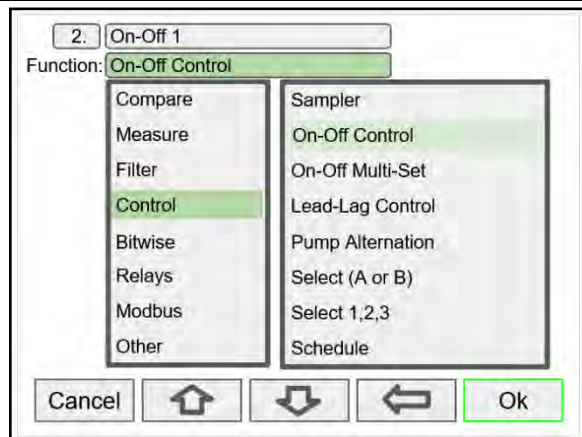 2. On-Off 1
Function: On-Off Control
Compare
Measure
Filter
Control
Bitwise
Relays
Modbus
Other
Sampler
On-Off Control
On-Off Multi-Set
Lead-Lag Control
Pump Alternation
Select (A or B)
Select 1,2,3
Schedule
Cancel Ok